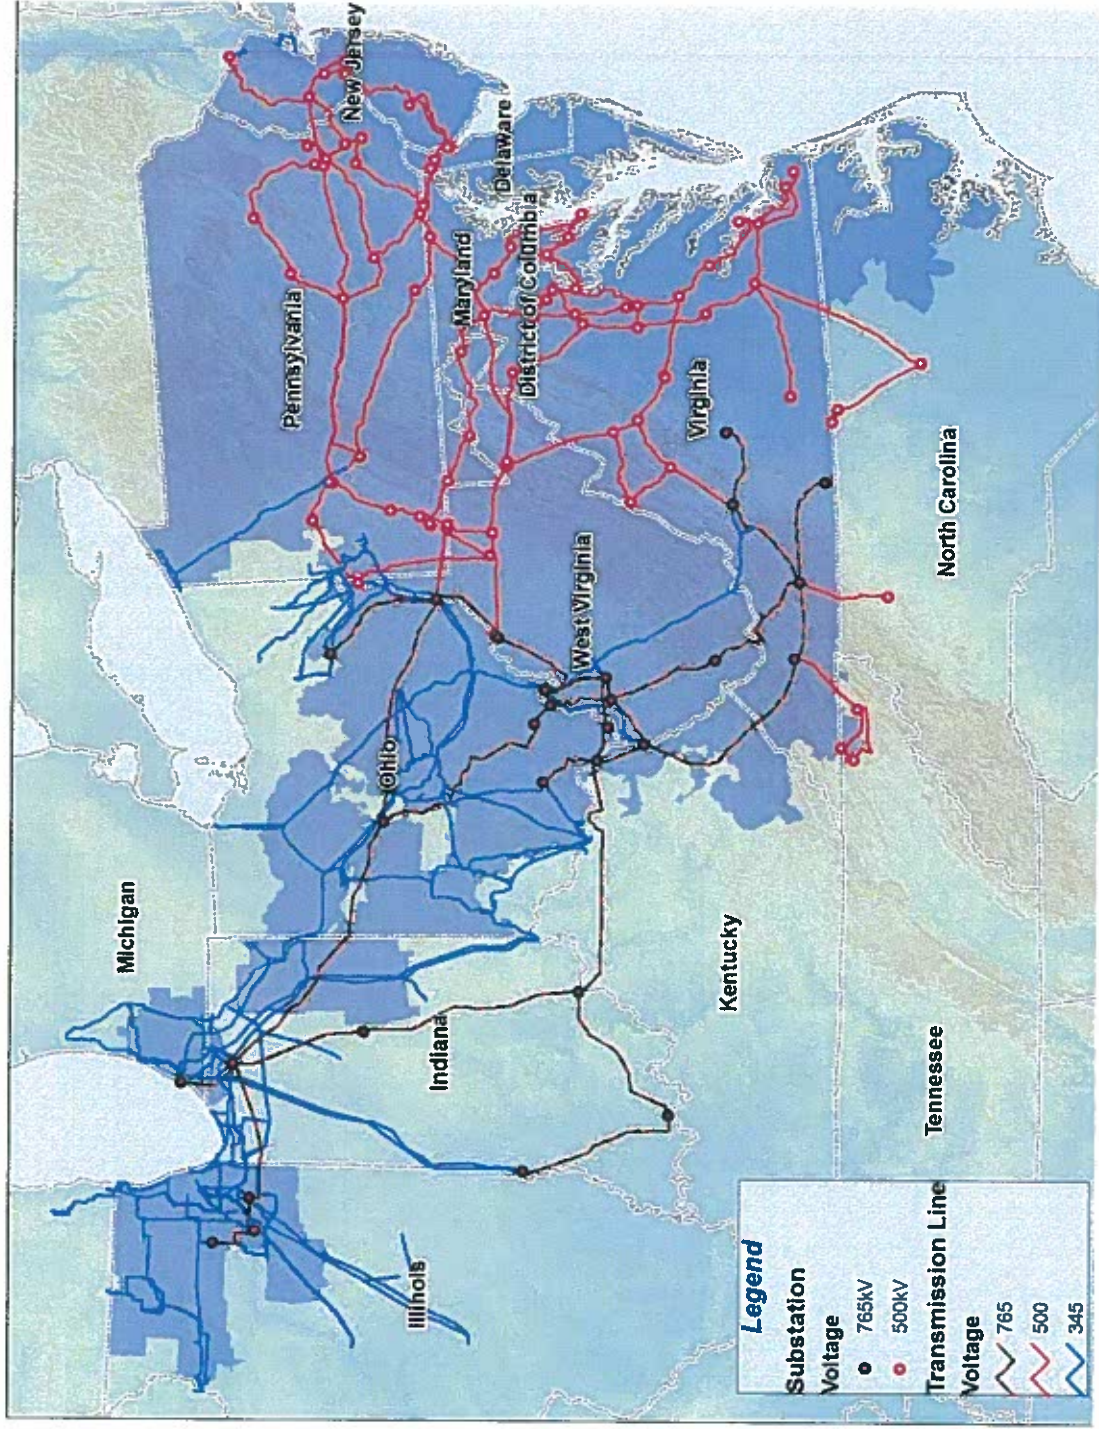 Michigan
Illinois
Indiana
Ohio
Pennsylvania
New Jersey
Maryland
Delaware
District of Columbia
West Virginia
Virginia
Kentucky
Tennessee
North Carolina
Legend
Substation
Voltage
765kV
500kV
Transmission Line
Voltage
765
500
345